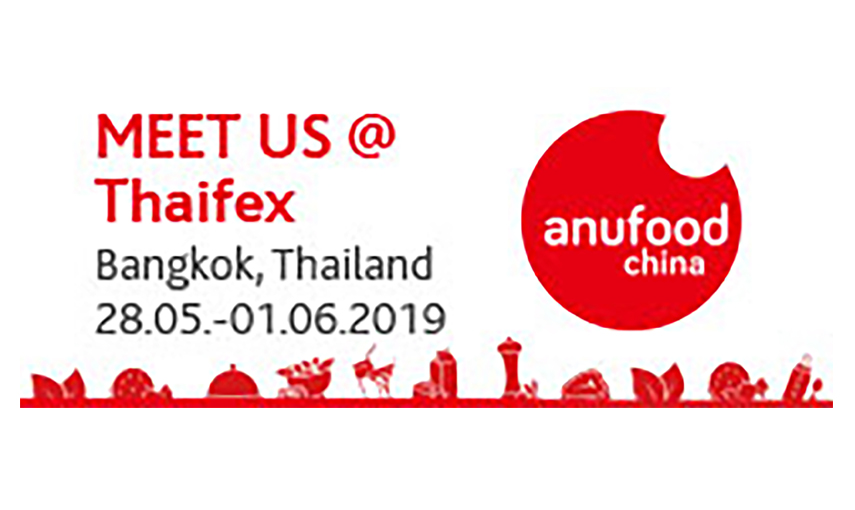 MEET US @
Thaifex
Bangkok, Thailand
28.05.-01.06.2019
anufood
china